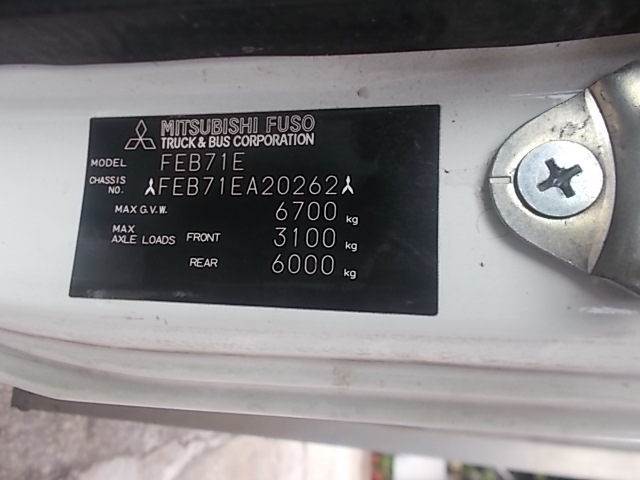 MITSUBISHI FUSO
TRUCK & BUS CORPORATION
MODEL FEB71E
CHASSIS NO. FEB71EA20262
MAX G.V.W. 6700 kg
MAX AXLE LOADS FRONT 3100 kg
REAR 6000 kg